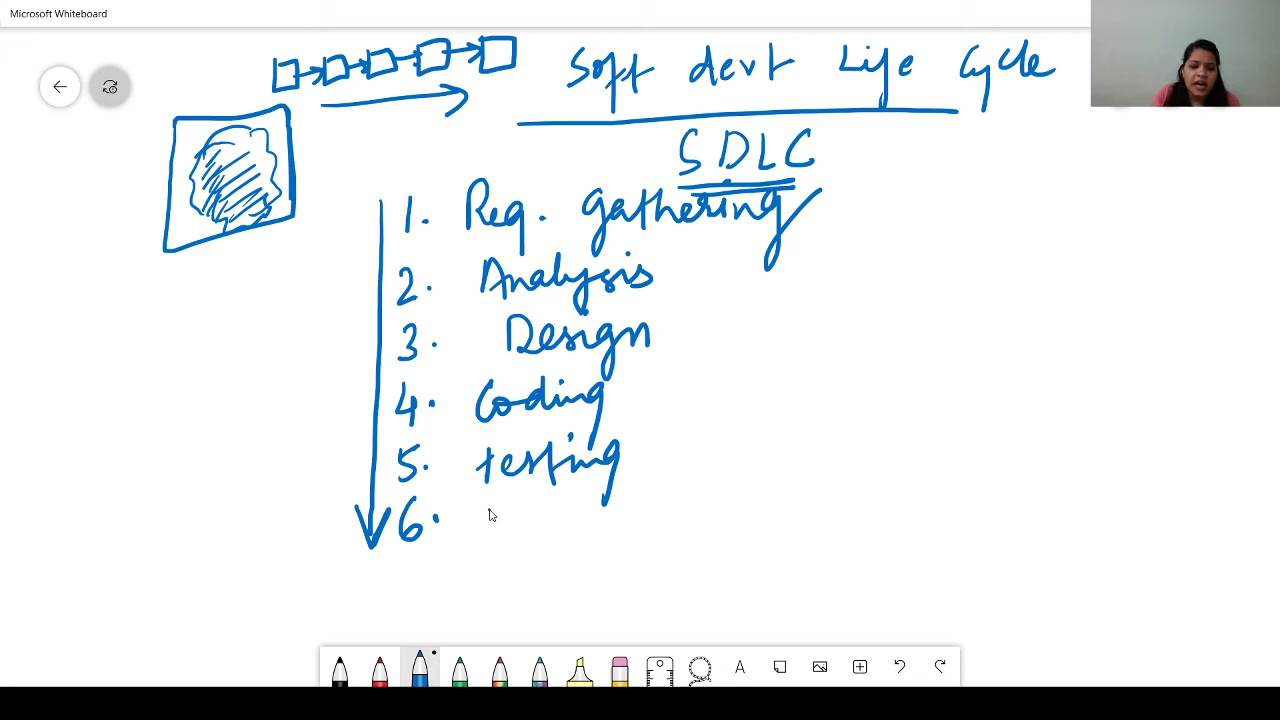 Microsoft Whiteboard
Soft devt Life Cycle
SDLC
1. Req. gathering
2. Analysis
3. Design
4. Coding
5. testing
6.
A